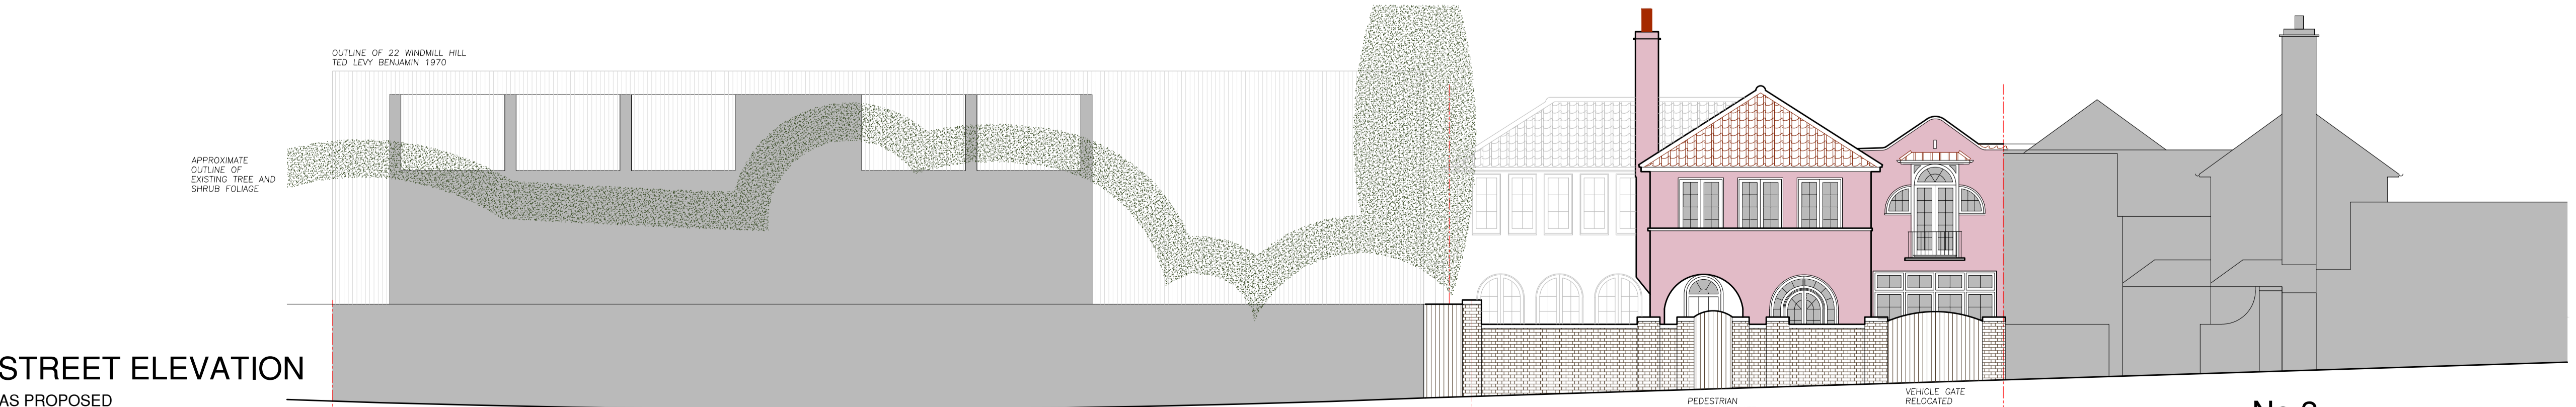 OUTLINE OF 22 WINDMILL HILL
TED LEVY BENJAMIN 1970
APPROXIMATE
OUTLINE OF
EXISTING TREE AND
SHRUB FOLIAGE
STREET ELEVATION
AS PROPOSED
PEDESTRIAN
VEHICLE GATE
RELOCATED